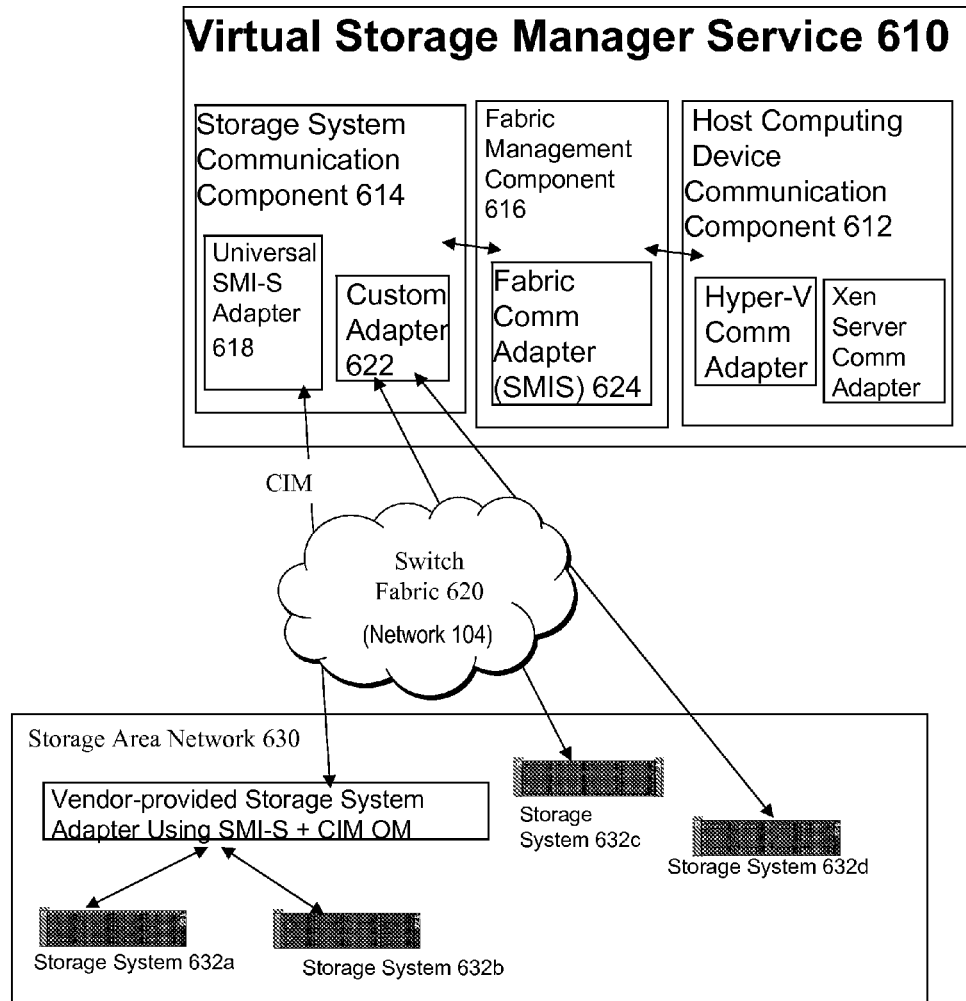 Virtual Storage Manager Service 610
Storage System
Communication
Component 614
Universal
SMI-S
Adapter
618
Custom
Adapter
622
Fabric
Management
Component
616
Fabric
Comm
Adapter
(SMIS) 624
Host Computing
Device
Communication
Component 612
Hyper-V
Comm
Adapter
Xen
Server
Comm
Adapter
CIM
Switch
Fabric 620
(Network 104)
Storage Area Network 630
Vendor-provided Storage System
Adapter Using SMI-S + CIM OM
Storage
System 632c
Storage System 632d
Storage System 632a
Storage System 632b